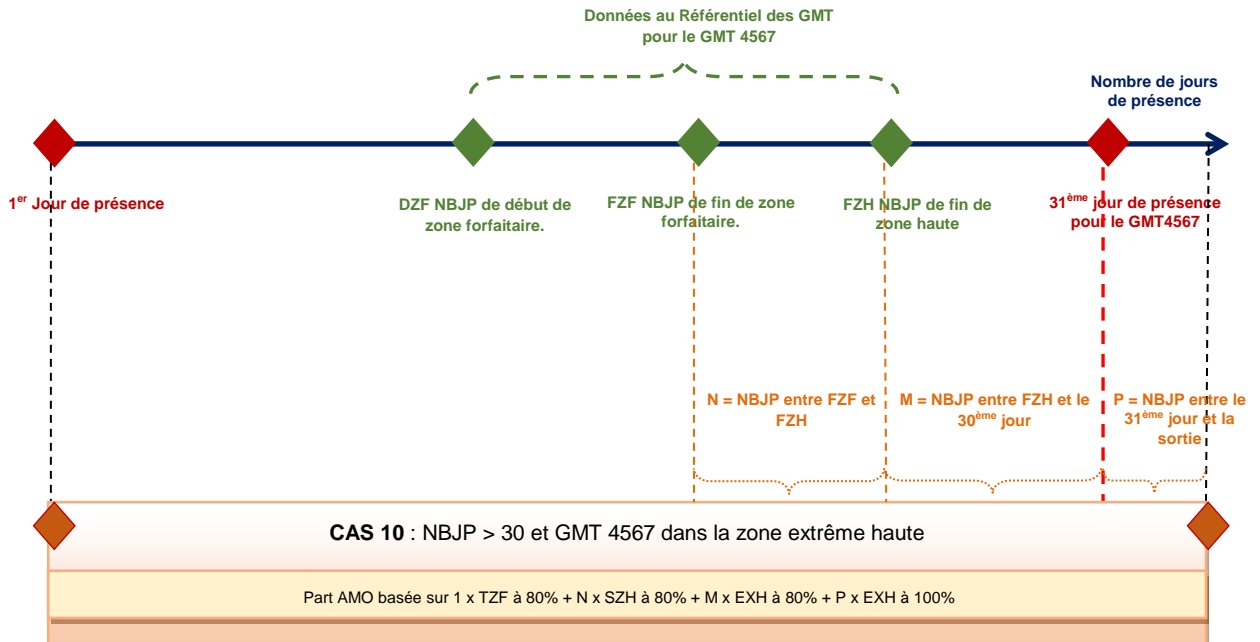 Données au Référentiel des GMT
pour le GMT 4567
Nombre de jours
de présence
1er Jour de présence
DZF NBJP de début de
zone forfaitaire.
FZF NBJP de fin de zone
forfaitaire.
FZH NBJP de fin de
zone haute
31ème jour de présence
pour le GMT4567
N = NBJP entre FZF et
FZH
M = NBJP entre FZH et le
30ème jour
P = NBJP entre le
31ème jour et la
sortie
CAS 10 : NBJP > 30 et GMT 4567 dans la zone extrême haute
Part AMO basée sur 1 x TZF à 80% + N x SZH à 80% + M x EXH à 80% + P x EXH à 100%